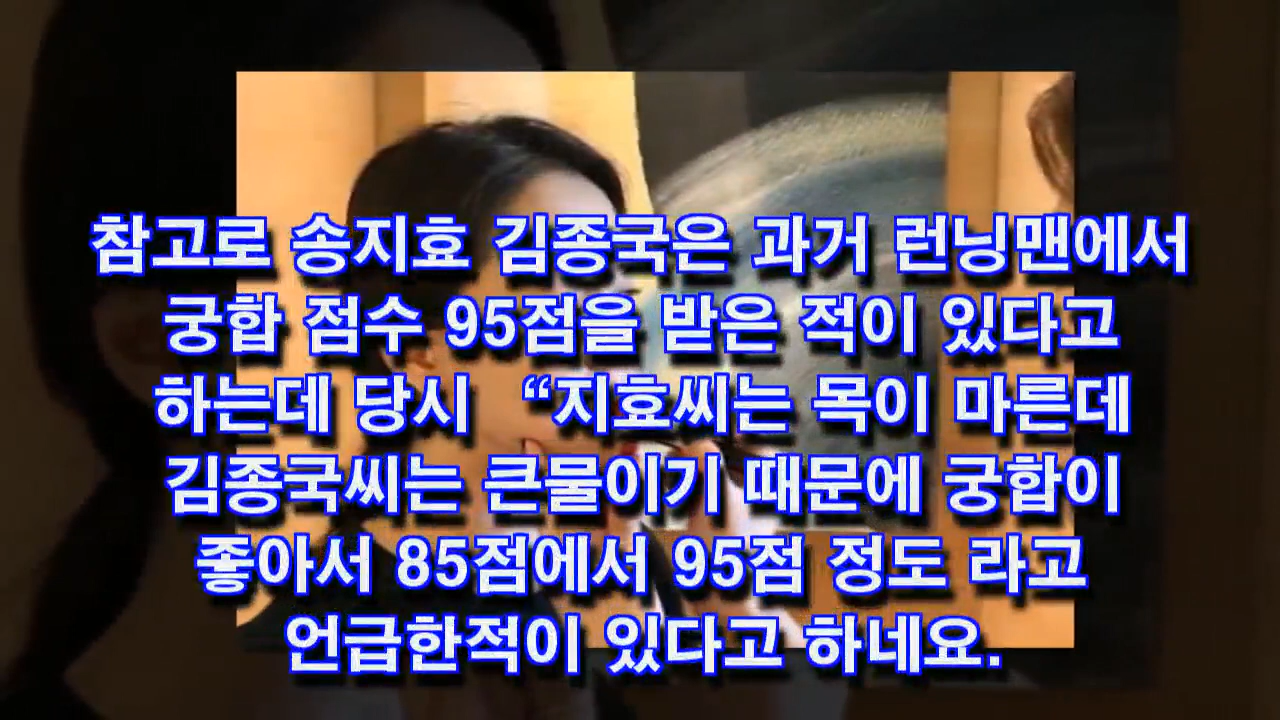 참고로 송지효 김종국은 과거 런닝맨에서
궁합 점수 95점을 받은 적이 있다고
하는데 당시 “지효씨는 목이 마른데
김종국씨는 큰물이기 때문에 궁합이
좋아서 85점에서 95점 정도 라고
언급한적이 있다고 하네요.